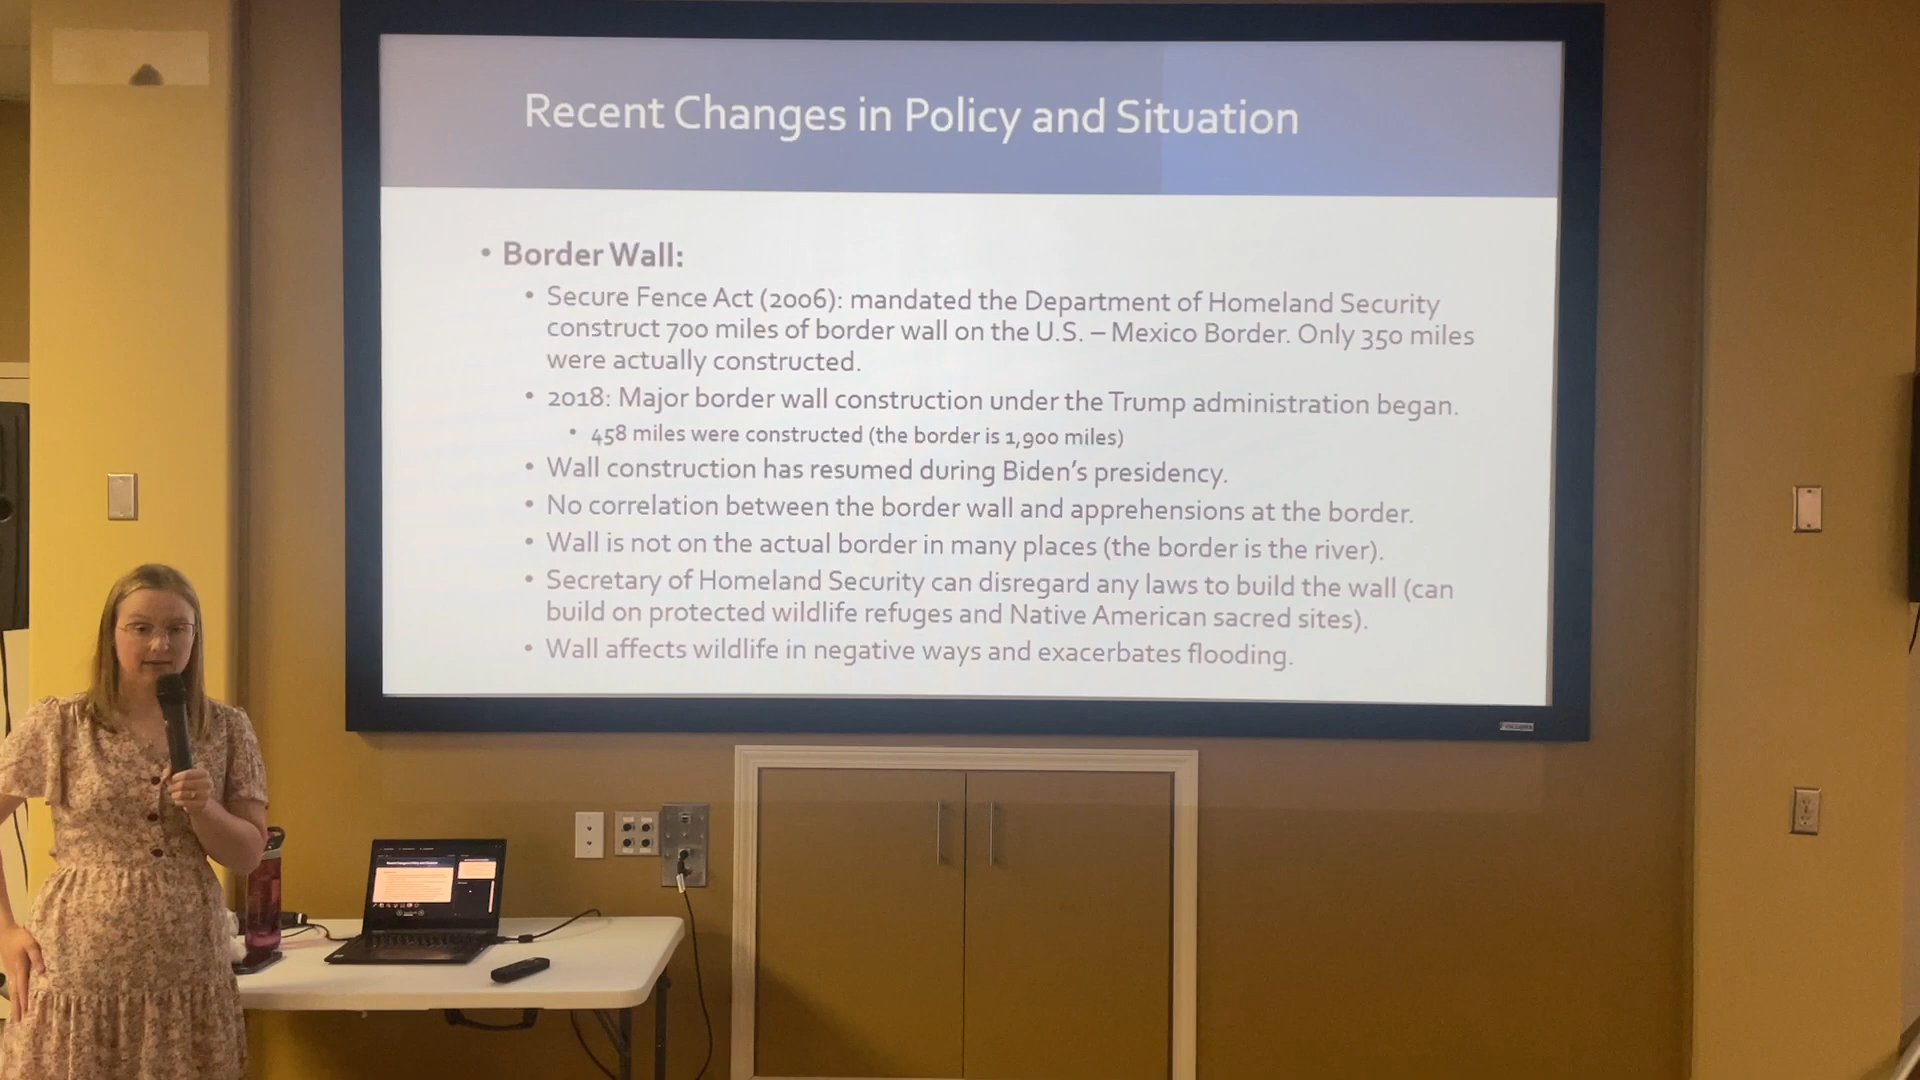 Recent Changes in Policy and Situation
• Border Wall:
• Secure Fence Act (2006): mandated the Department of Homeland Security
construct 700 miles of border wall on the U.S. – Mexico Border. Only 350 miles
were actually constructed.
• 2018: Major border wall construction under the Trump administration began.
• 458 miles were constructed (the border is 1,900 miles)
• Wall construction has resumed during Biden's presidency.
• No correlation between the border wall and apprehensions at the border.
• Wall is not on the actual border in many places (the border is the river).
• Secretary of Homeland Security can disregard any laws to build the wall (can
build on protected wildlife refuges and Native American sacred sites).
• Wall affects wildlife in negative ways and exacerbates flooding.